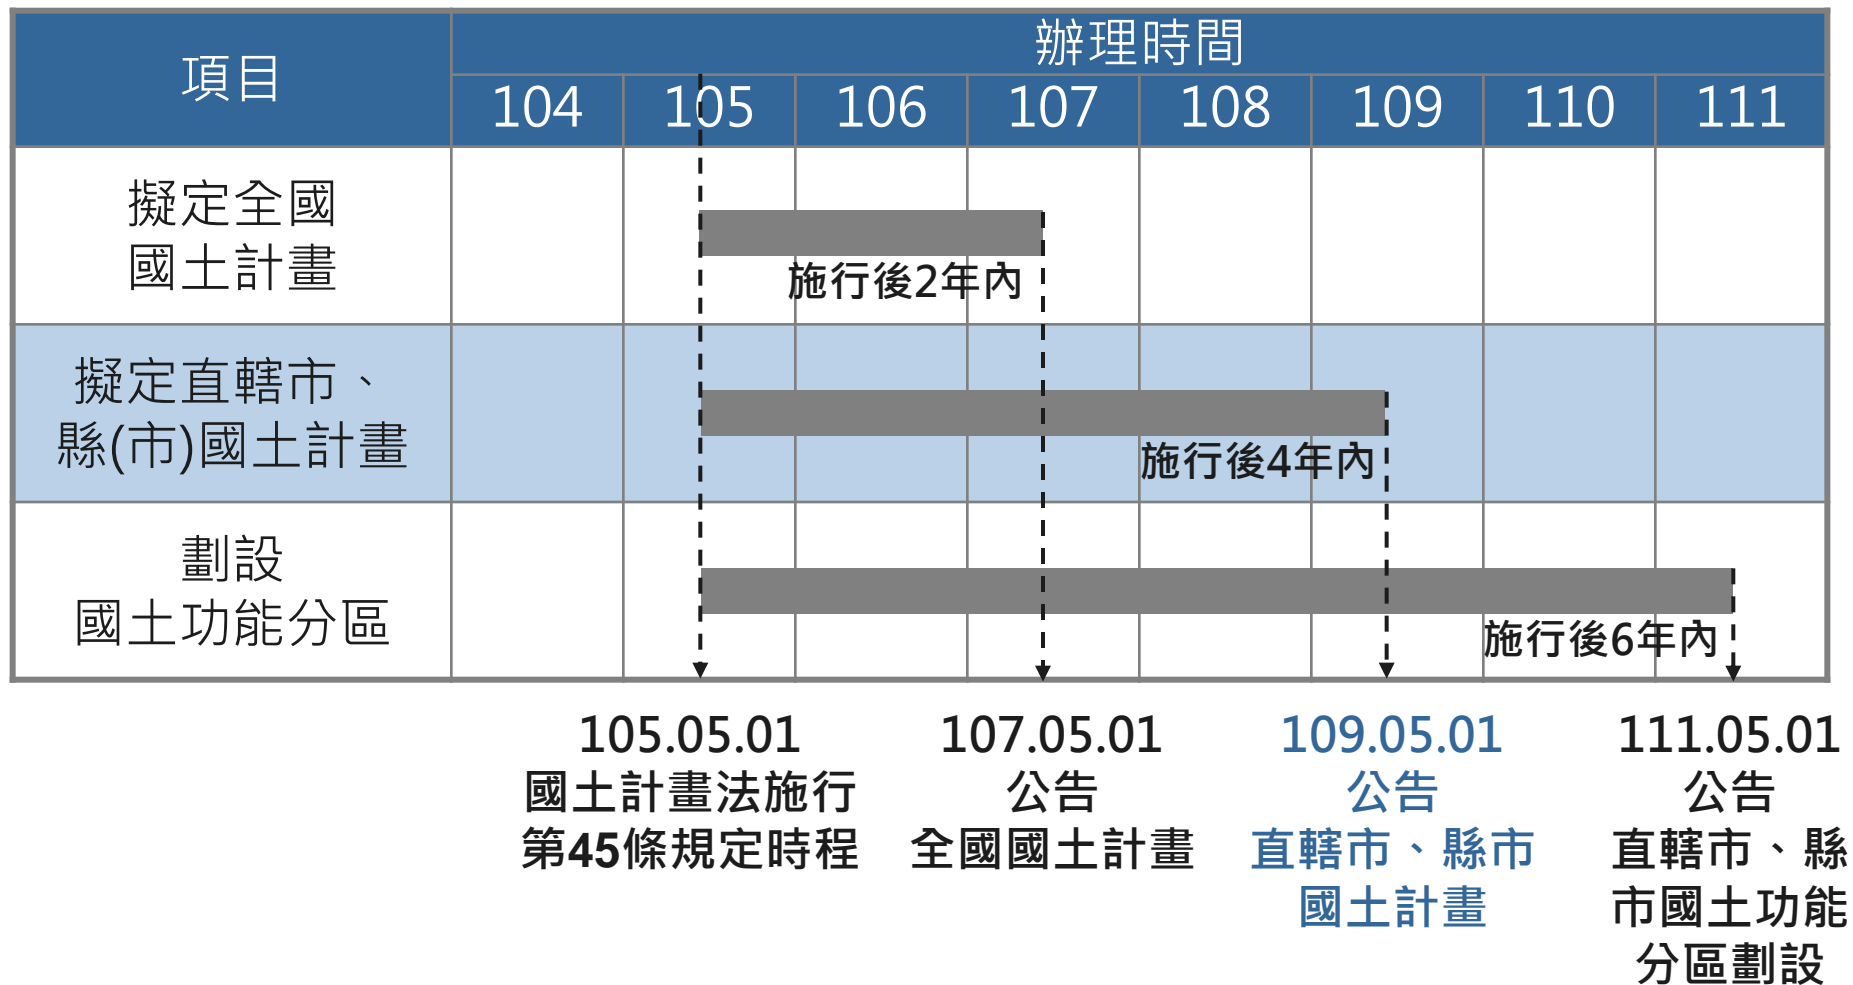 項目
辦理時間
104 105 106 107 108 109 110 111
擬定全國
國土計畫
施行後2年內
擬定直轄市、
縣(市)國土計畫
施行後4年內
劃設
國土功能分區
施行後6年內
105.05.01
國土計畫法施行
第45條規定時程
107.05.01
公告
全國國土計畫
109.05.01
公告
直轄市、縣市
國土計畫
111.05.01
公告
直轄市、縣
市國土功能
分區劃設